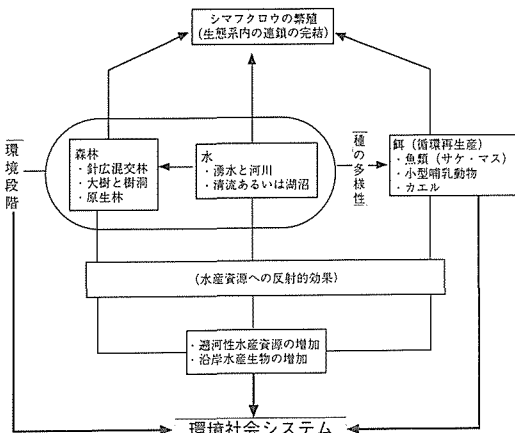 シマフクロウの繁殖
(生態系内の連鎖の完結)
環境段階
森林
・針広混交林
・大樹と樹洞
・原生林
水
・湧水と河川
・清流あるいは湖沼
種の多様性
餌（循環再生産）
・魚類（サケ・マス）
・小型哺乳動物
・カエル
(水産資源への反射的効果)
・遡河性水産資源の増加
・沿岸水産生物の増加
環境社会システム